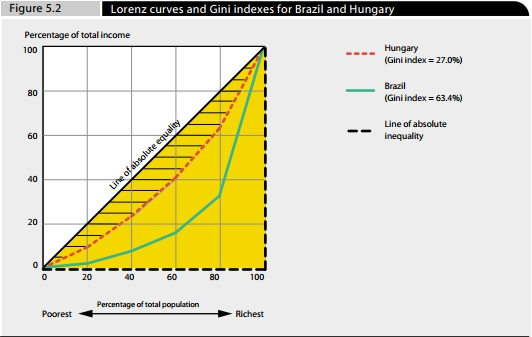 Figure 5.2
Lorenz curves and Gini indexes for Brazil and Hungary
Percentage of total income
100
80
60
40
20
0
Line of absolute equality
0 20 40 60 80 100
Percentage of total population
Poorest Richest
Hungary
(Gini index = 27.0%)
Brazil
(Gini index = 63.4%)
Line of absolute
inequality